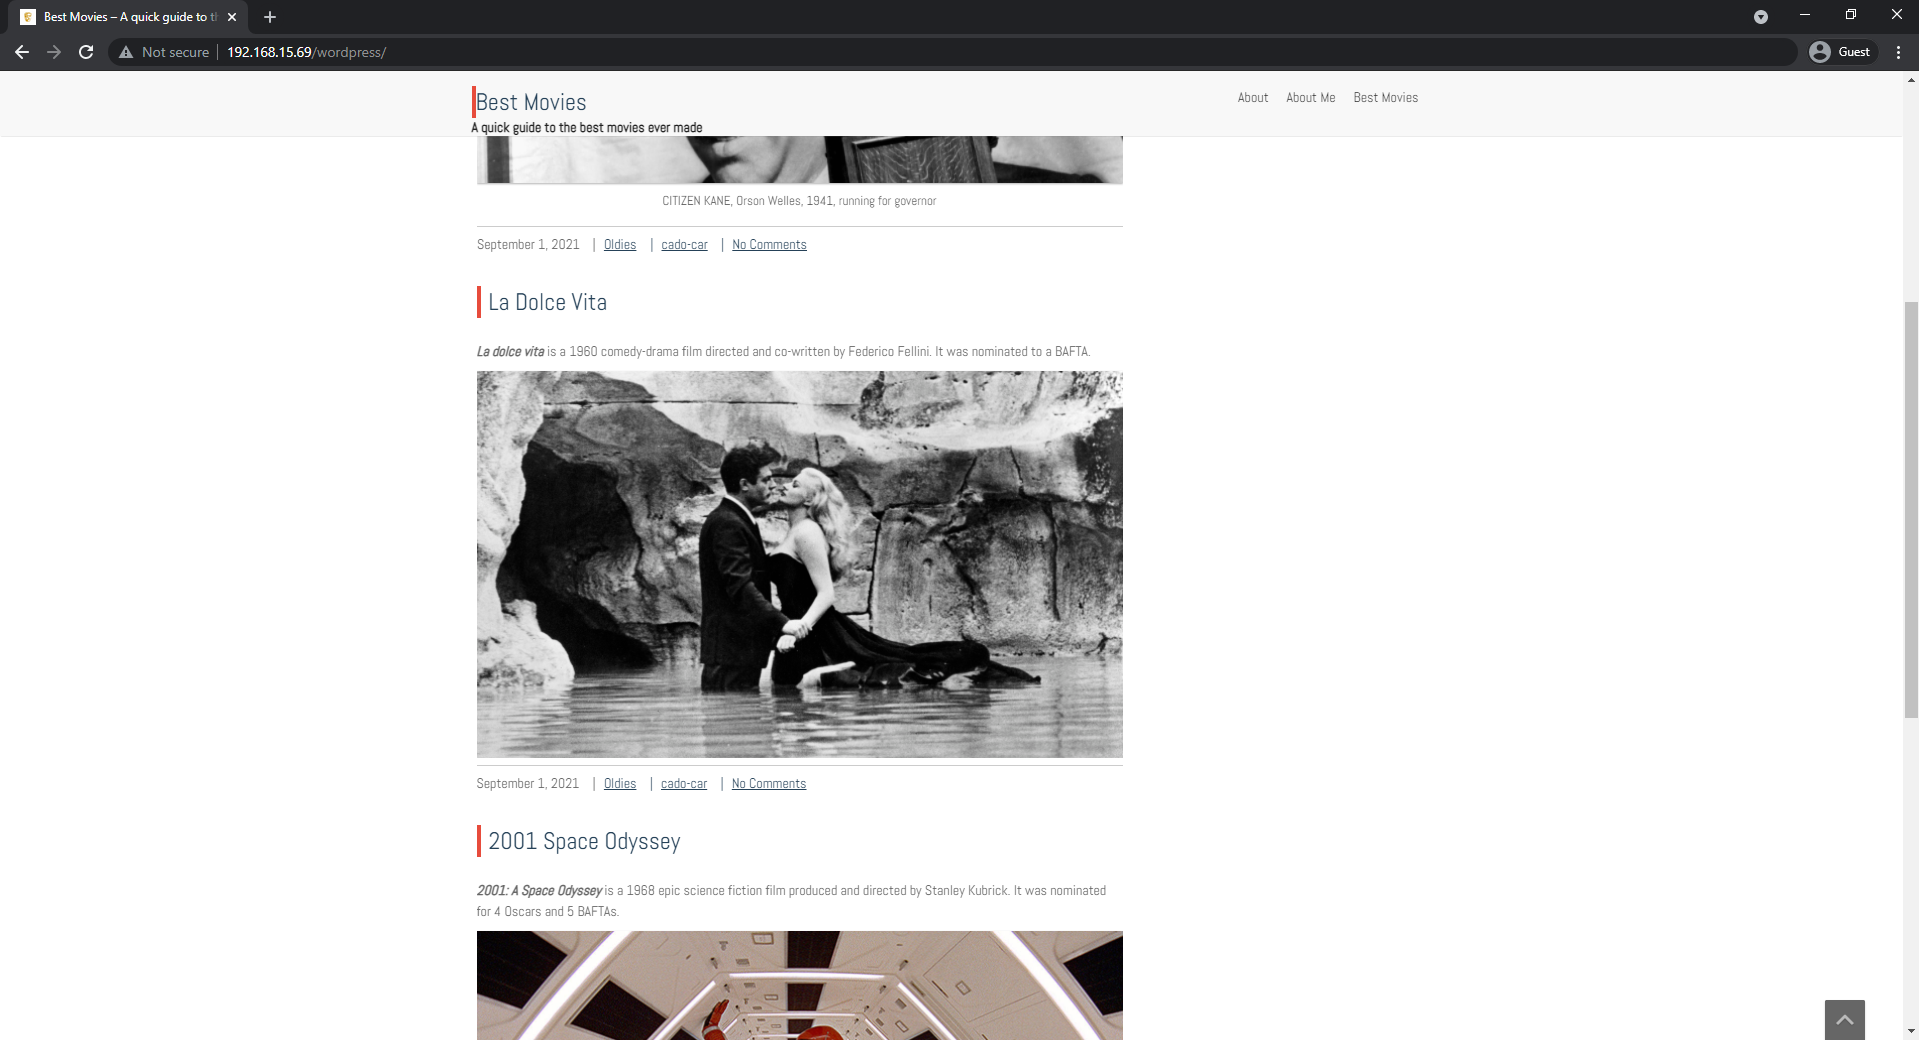 Best Movies – A quick guide to th
Not secure
192.168.15.69/wordpress/
Guest
Best Movies
A quick guide to the best movies ever made
About About Me Best Movies
CITIZEN KANE, Orson Welles, 1941, running for governor
September 1, 2021 | Oldies | cado-car | No Comments
La Dolce Vita
La dolce vita is a 1960 comedy-drama film directed and co-written by Federico Fellini. It was nominated to a BAFTA.
September 1, 2021 | Oldies | cado-car | No Comments
2001 Space Odyssey
2001: A Space Odyssey is a 1968 epic science fiction film produced and directed by Stanley Kubrick. It was nominated
for 4 Oscars and 5 BAFTAs.